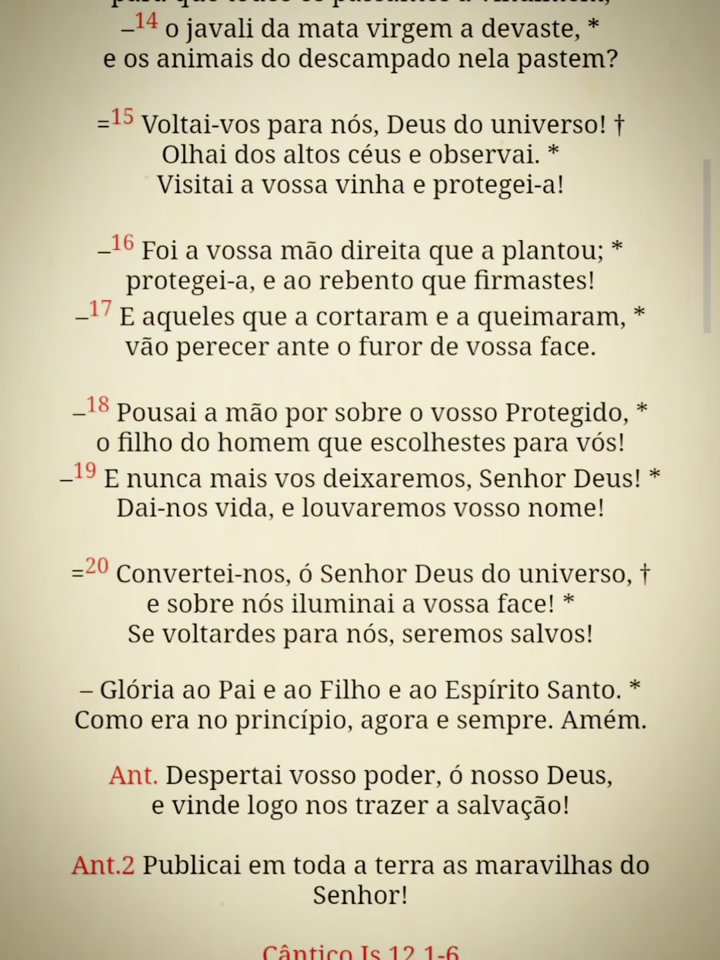 para que todos os passantes a vindimem,
–14 o javali da mata virgem a devaste, *
e os animais do descampado nela pastem?
=15 Voltai-vos para nós, Deus do universo! †
Olhai dos altos céus e observai. *
Visitai a vossa vinha e protegei-a!
–16 Foi a vossa mão direita que a plantou; *
protegei-a, e ao rebento que firmastes!
–17 E aqueles que a cortaram e a queimaram, *
vão perecer ante o furor de vossa face.
–18 Pousai a mão por sobre o vosso Protegido, *
o filho do homem que escolhestes para vós!
–19 E nunca mais vos deixaremos, Senhor Deus! *
Dai-nos vida, e louvaremos vosso nome!
=20 Convertei-nos, ó Senhor Deus do universo, †
e sobre nós iluminai a vossa face! *
Se voltardes para nós, seremos salvos!
– Glória ao Pai e ao Filho e ao Espírito Santo. *
Como era no princípio, agora e sempre. Amém.
Ant. Despertai vosso poder, ó nosso Deus,
e vinde logo nos trazer a salvação!
Ant.2 Publicai em toda a terra as maravilhas do
Senhor!
Cântico Is 12,1-6